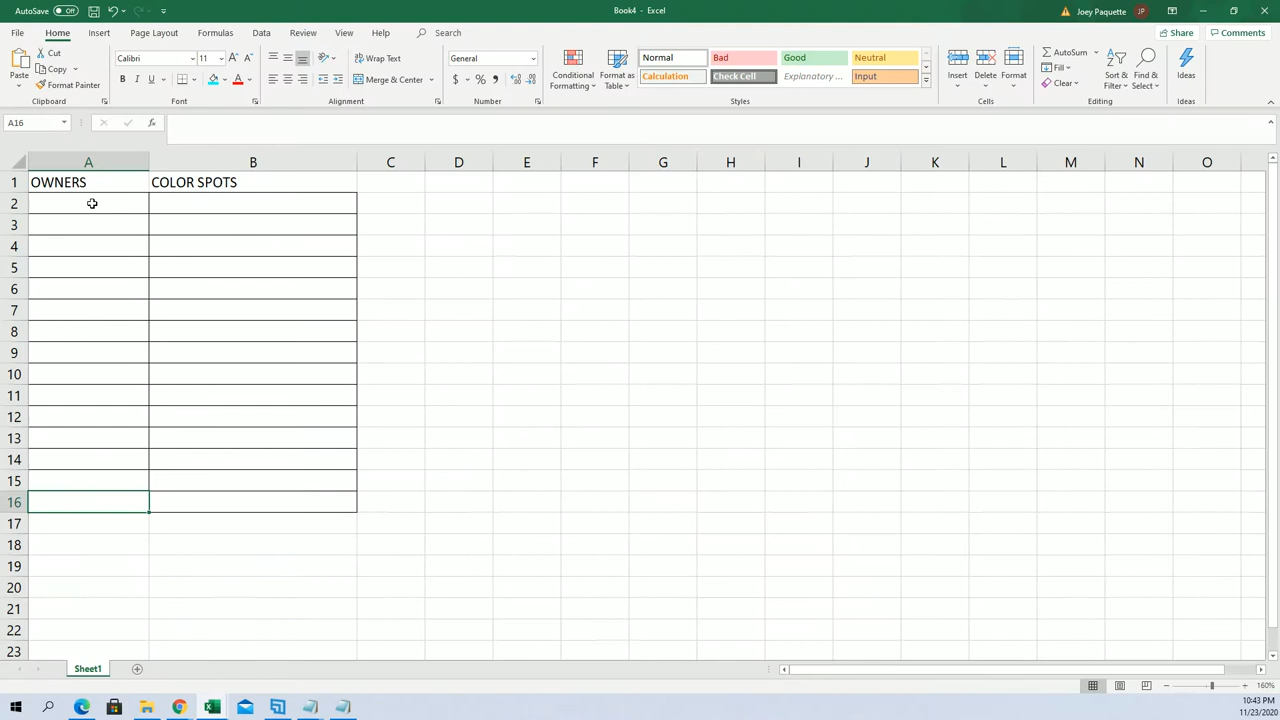 AutoSave Off
Book4 - Excel
Joey Paquette JP
File Home Insert Page Layout Formulas Data Review View Help Search
Share Comments
Paste
Cut
Copy
Format Painter
Clipboard
Calibri 11 A A
B I U A
Font
ab Wrap Text
Merge & Center
Alignment
General
$ % ,
Number
Conditional Formatting
Format as Table
Normal Bad Good Neutral
Calculation Check Cell Explanatory ... Input
Styles
Insert Delete Format
Cells
AutoSum
Fill
Clear
Sort & Filter
Find & Select
Editing
Ideas
Ideas
A16 fx
A B C D E F G H I J K L M N O
1 OWNERS COLOR SPOTS
2
3
4
5
6
7
8
9
10
11
12
13
14
15
16
17
18
19
20
21
22
23
Sheet1
160%
10:43 PM
11/23/2020